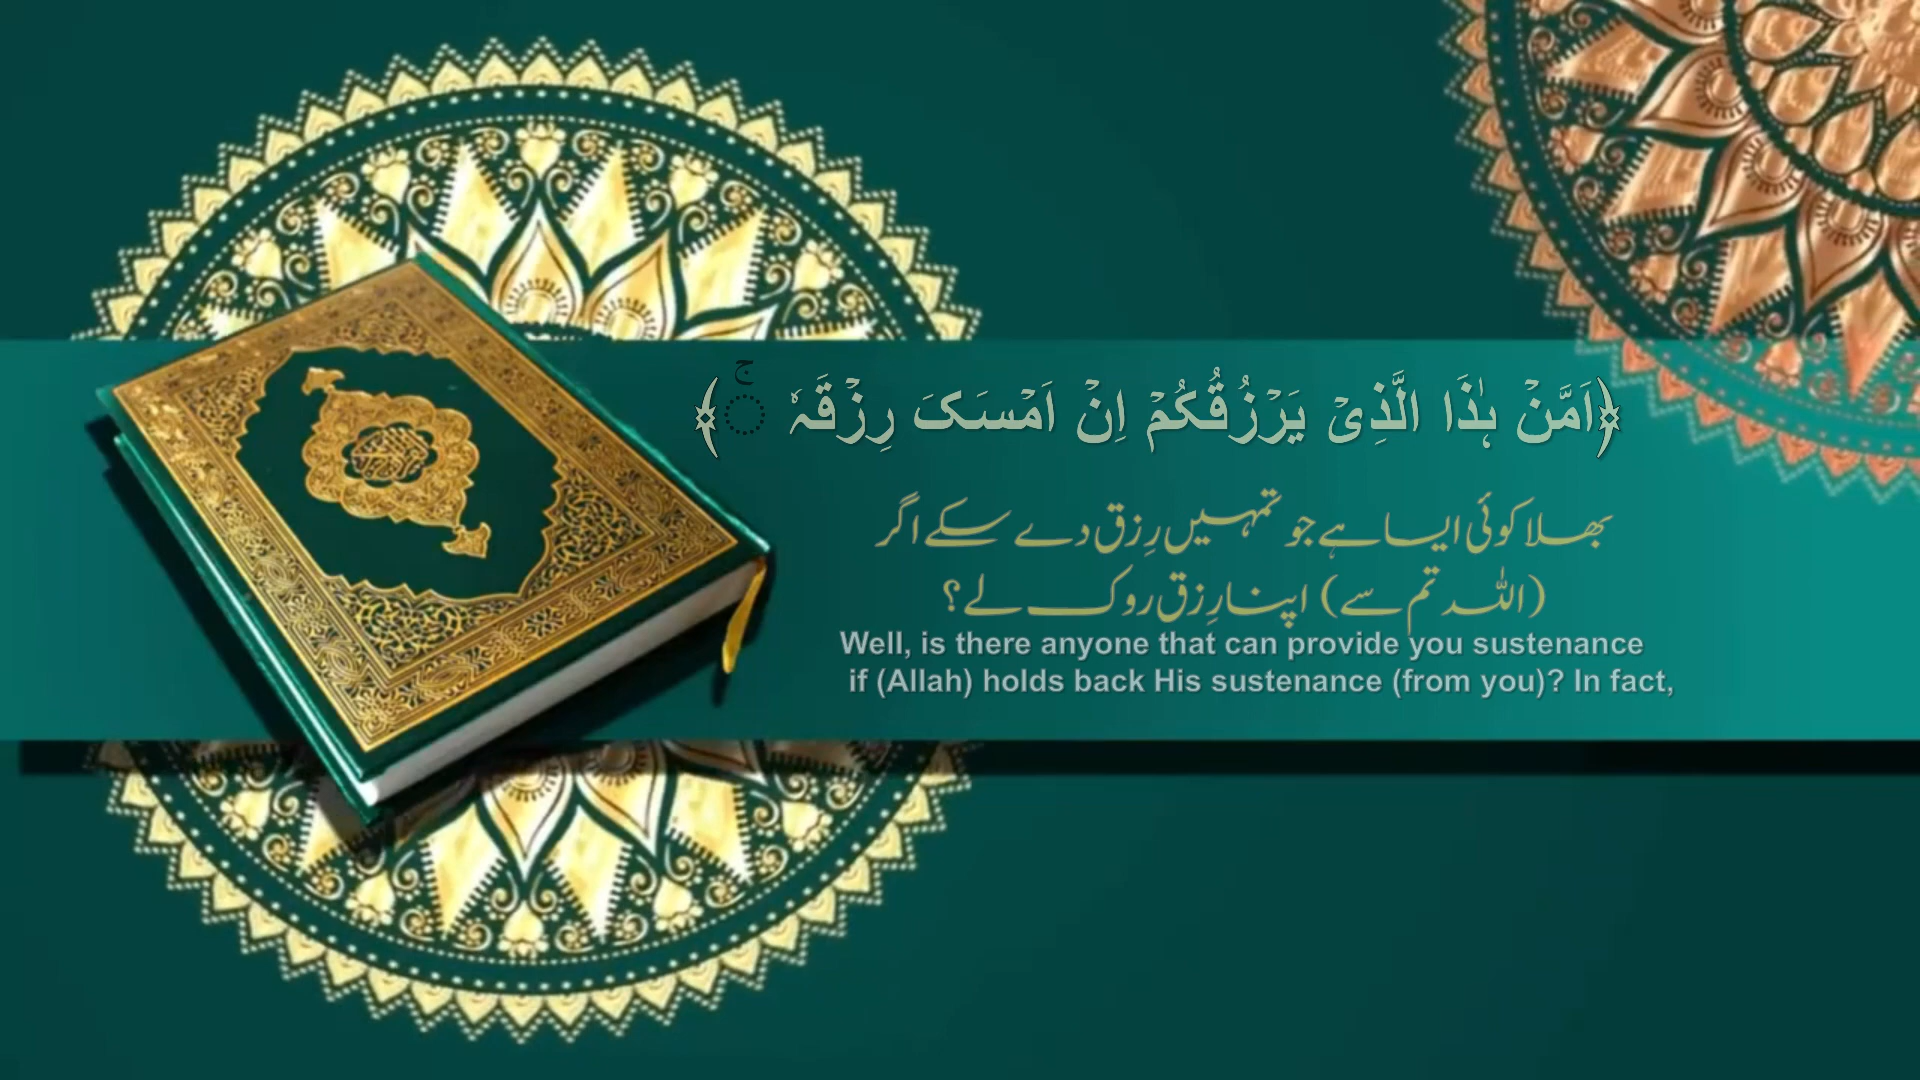 ﴿اَمَّنۡ ہٰذَا الَّذِیۡ یَرۡزُقُکُمۡ اِنۡ اَمۡسَکَ رِزۡقَہٗ ۚ﴾
بھلا کوئی ایسا ہے جو تمہیں رِزق دے سکے اگر
(اللہ تم سے) اپنا رِزق روک لے؟
Well, is there anyone that can provide you sustenance
if (Allah) holds back His sustenance (from you)? In fact,